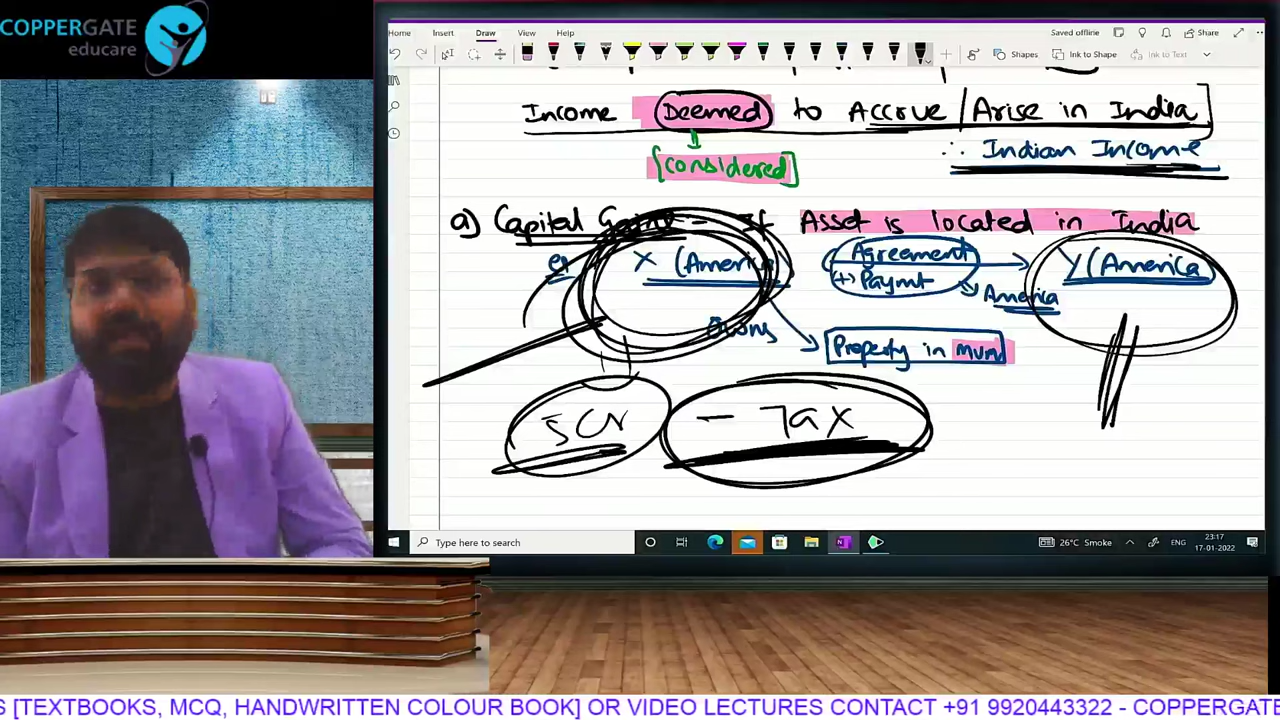 COPPERGATE
educare
Home Insert Draw View Help
Saved offline Share
Shapes Ink to Shape Ink to Text
Income Deemed to Accrue / Arise in India
[considered]
∴ Indian Income
a) Capital Gains - If Asset is located in India
eg X (America Agreement (+) Paymt Y (America
America
Owns Property in mum
5 Cr - Tax
Type here to search
26°C Smoke ENG 23:17
17-01-2022
S [TEXTBOOKS, MCQ, HANDWRITTEN COLOUR BOOK] OR VIDEO LECTURES CONTACT +91 9920443322 - COPPERGATE